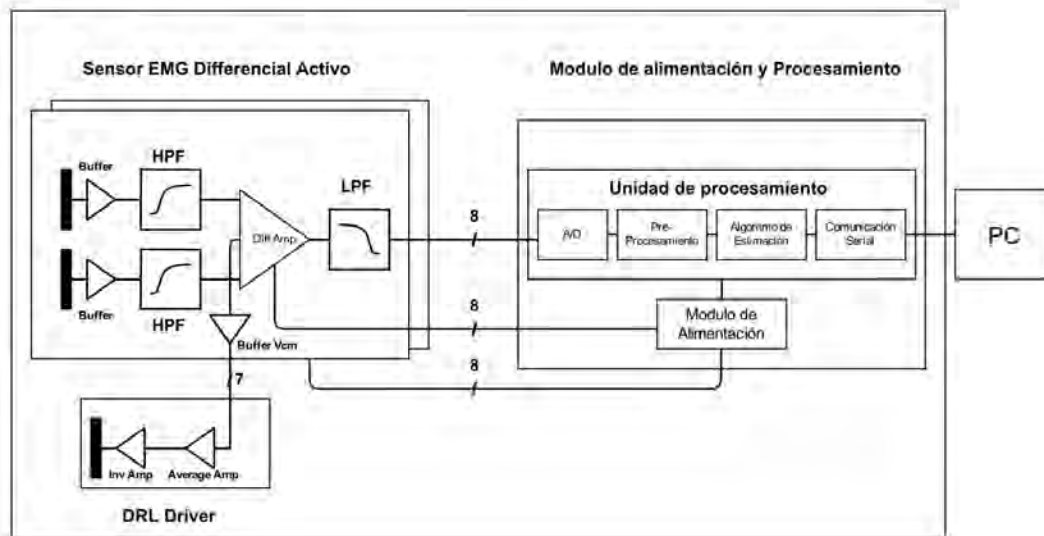 Sensor EMG Differencial Activo
Modulo de alimentación y Procesamiento
Buffer
HPF
LPF
Diff Amp
Buffer
HPF
Buffer Vcm
7
8
8
8
Unidad de procesamiento
A/D
Pre-
Procesamiento
Algoritmo de
Estimación
Comunicación
Serial
Modulo de
Alimentación
PC
Inv Amp
Average Amp
DRL Driver